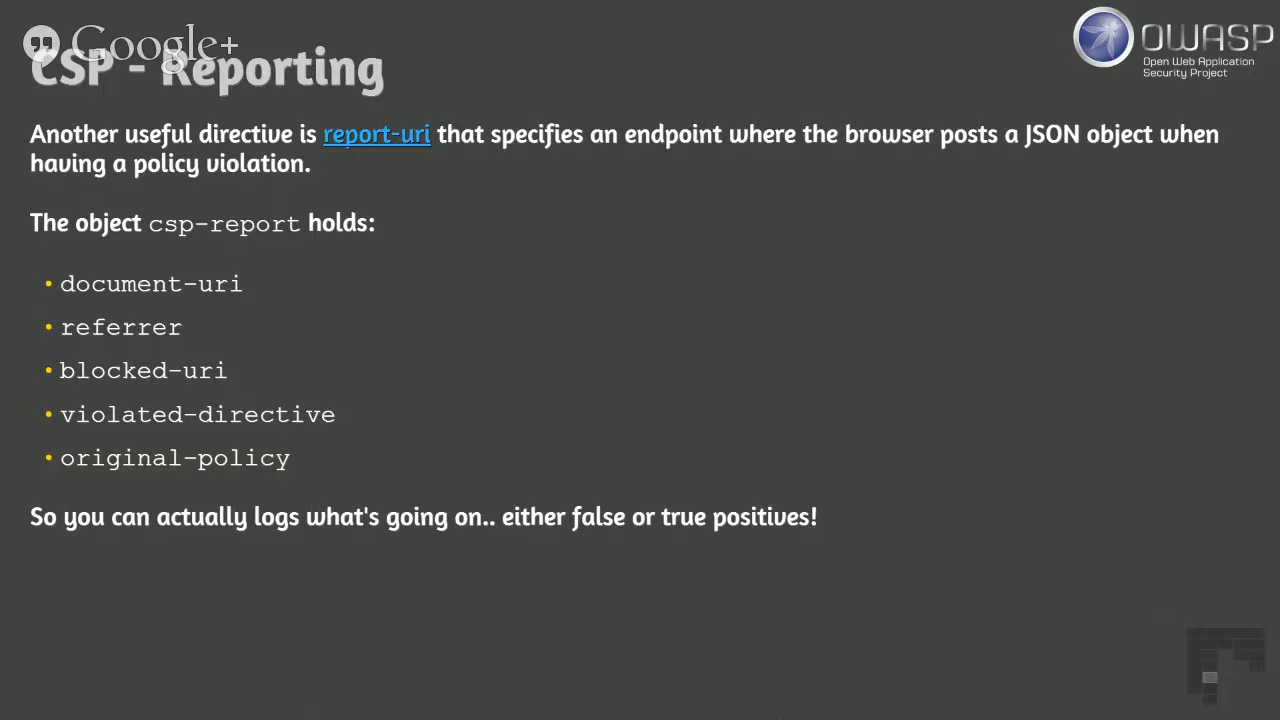 Google+
CSP - Reporting
OWASP
Open Web Application
Security Project
Another useful directive is report-uri that specifies an endpoint where the browser posts a JSON object when
having a policy violation.
The object csp-report holds:
• document-uri
• referrer
• blocked-uri
• violated-directive
• original-policy
So you can actually logs what's going on.. either false or true positives!